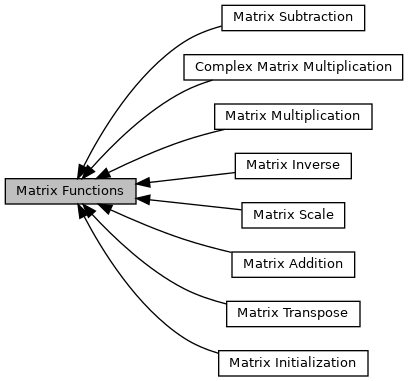 Matrix Subtraction
Complex Matrix Multiplication
Matrix Multiplication
Matrix Inverse
Matrix Functions
Matrix Scale
Matrix Addition
Matrix Transpose
Matrix Initialization